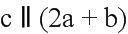 c ∥ (2a + b)